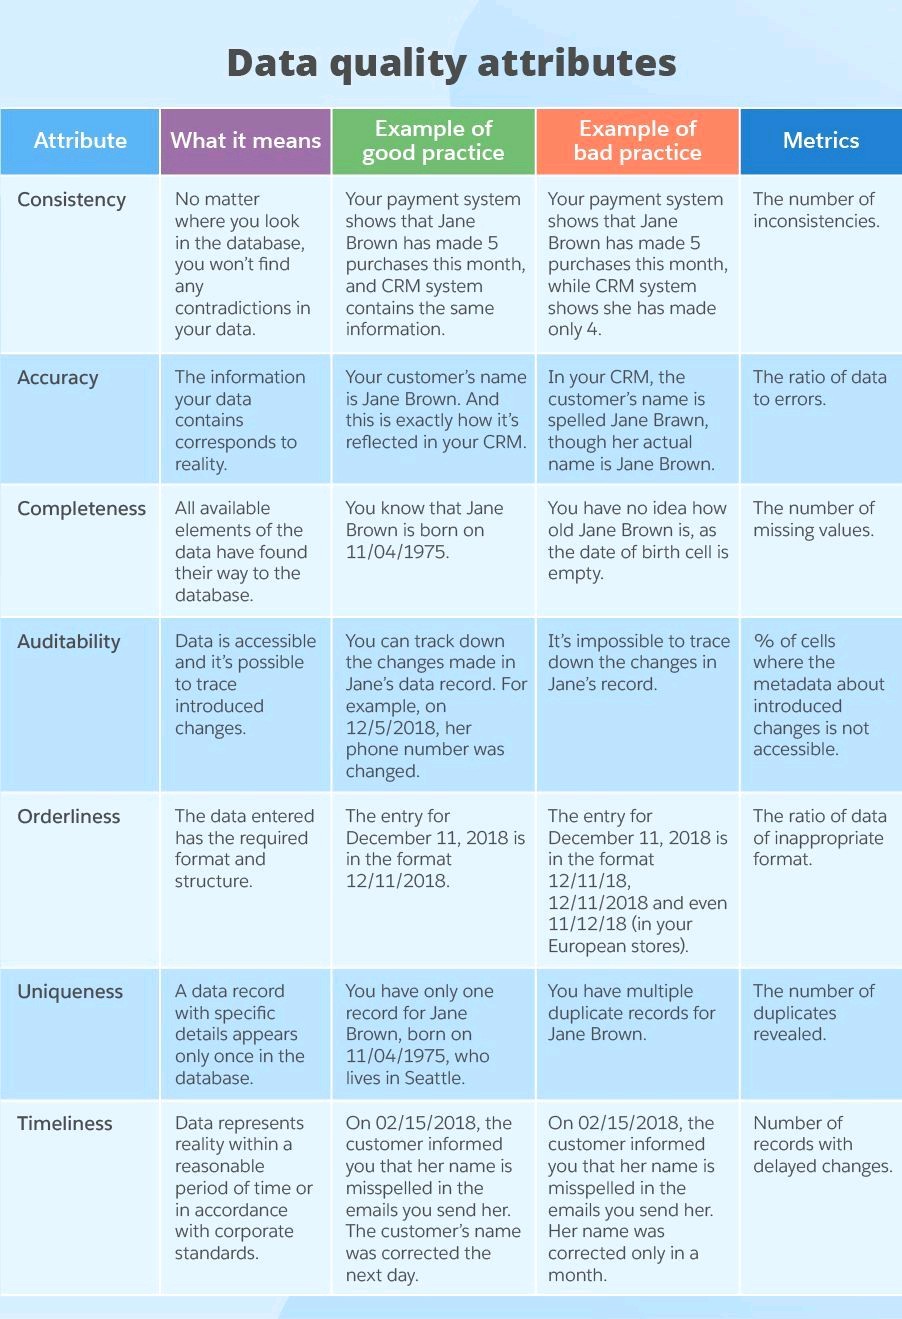 Data quality attributes
Attribute
What it means
Example of
good practice
Example of
bad practice
Metrics
Consistency
No matter
where you look
in the database,
you won't find
any
contradictions in
your data.
Your payment system
shows that Jane
Brown has made 5
purchases this month,
and CRM system
contains the same
information.
Your payment system
shows that Jane
Brown has made 5
purchases this month,
while CRM system
shows she has made
only 4.
The number of
inconsistencies.
Accuracy
The information
your data
contains
corresponds to
reality.
Your customer's name
is Jane Brown. And
this is exactly how it's
reflected in your CRM.
In your CRM, the
customer's name is
spelled Jane Brawn,
though her actual
name is Jane Brown.
The ratio of data
to errors.
Completeness
All available
elements of the
data have found
their way to the
database.
You know that Jane
Brown is born on
11/04/1975.
You have no idea how
old Jane Brown is, as
the date of birth cell is
empty.
The number of
missing values.
Auditability
Data is accessible
and it's possible
to trace
introduced
changes.
You can track down
the changes made in
Jane's data record. For
example, on
12/5/2018, her
phone number was
changed.
It's impossible to trace
down the changes in
Jane's record.
% of cells
where the
metadata about
introduced
changes is not
accessible.
Orderliness
The data entered
has the required
format and
structure.
The entry for
December 11, 2018 is
in the format
12/11/2018.
The entry for
December 11, 2018 is
in the format
12/11/18,
12/11/2018 and even
11/12/18 (in your
European stores).
The ratio of data
of inappropriate
format.
Uniqueness
A data record
with specific
details appears
only once in the
database.
You have only one
record for Jane
Brown, born on
11/04/1975, who
lives in Seattle.
You have multiple
duplicate records for
Jane Brown.
The number of
duplicates
revealed.
Timeliness
Data represents
reality within a
reasonable
period of time or
in accordance
with corporate
standards.
On 02/15/2018, the
customer informed
you that her name is
misspelled in the
emails you send her.
The customer's name
was corrected the
next day.
On 02/15/2018, the
customer informed
you that her name is
misspelled in the
emails you send her.
Her name was
corrected only in a
month.
Number of
records with
delayed changes.